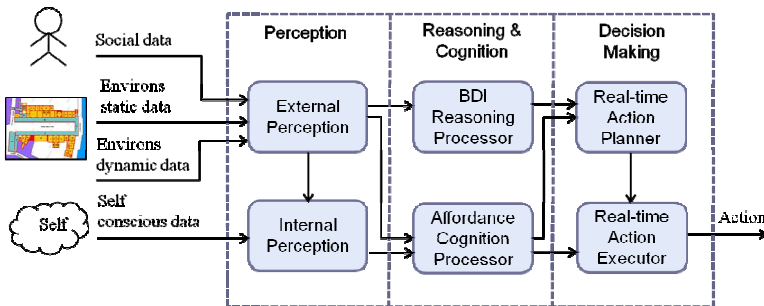 Social data
Environs
static data
Environs
dynamic data
Self
conscious data
Self
Perception
External
Perception
Internal
Perception
Reasoning &
Cognition
BDI
Reasoning
Processor
Affordance
Cognition
Processor
Decision
Making
Real-time
Action
Planner
Real-time
Action
Executor
Action